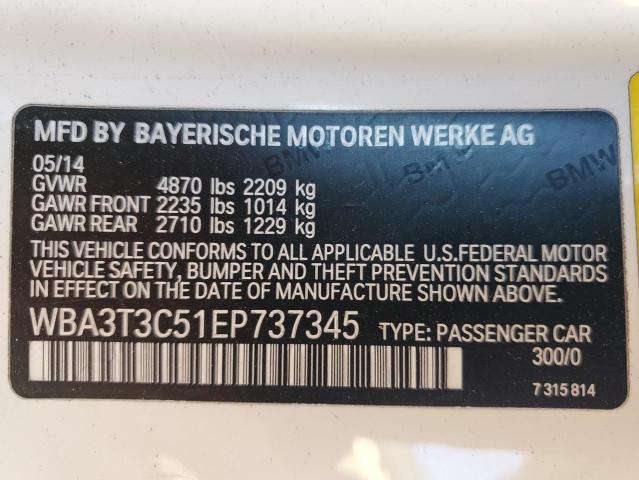 MFD BY BAYERISCHE MOTOREN WERKE AG
05/14
GVWR 4870 lbs 2209 kg
GAWR FRONT 2235 lbs 1014 kg
GAWR REAR 2710 lbs 1229 kg
THIS VEHICLE CONFORMS TO ALL APPLICABLE U.S.FEDERAL MOTOR
VEHICLE SAFETY, BUMPER AND THEFT PREVENTION STANDARDS
IN EFFECT ON THE DATE OF MANUFACTURE SHOWN ABOVE.
WBA3T3C51EP737345 TYPE: PASSENGER CAR
300/0
7 315 814
BMW
BMW
BMW